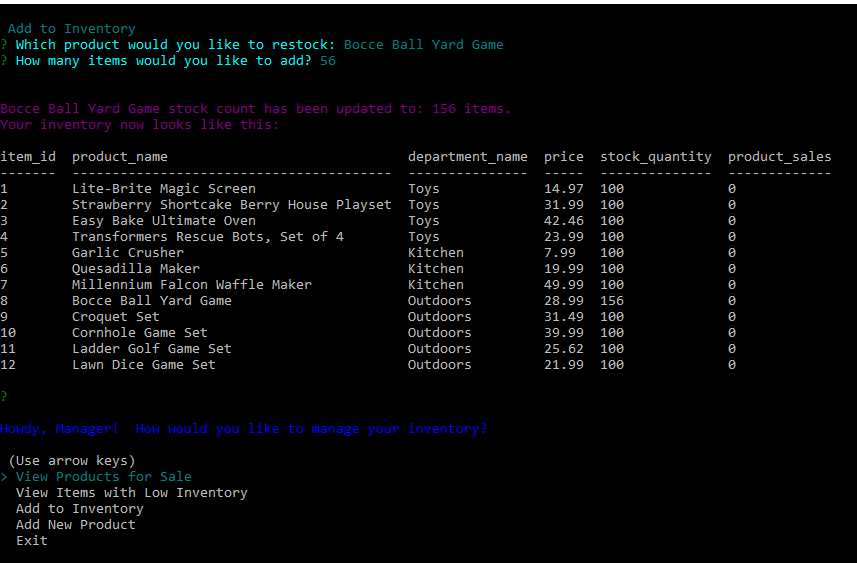 Add to Inventory
? Which product would you like to restock: Bocce Ball Yard Game
? How many items would you like to add? 56
Bocce Ball Yard Game stock count has been updated to: 156 items.
Your inventory now looks like this:
item_id  product_name                              department_name  price  stock_quantity  product_sales
-------  ----------------------------------------  ---------------  -----  --------------  -------------
1        Lite-Brite Magic Screen                   Toys             14.97  100             0
2        Strawberry Shortcake Berry House Playset  Toys             31.99  100             0
3        Easy Bake Ultimate Oven                   Toys             42.46  100             0
4        Transformers Rescue Bots, Set of 4        Toys             23.99  100             0
5        Garlic Crusher                            Kitchen          7.99   100             0
6        Quesadilla Maker                          Kitchen          19.99  100             0
7        Millennium Falcon Waffle Maker            Kitchen          49.99  100             0
8        Bocce Ball Yard Game                      Outdoors         28.99  156             0
9        Croquet Set                               Outdoors         31.49  100             0
10       Cornhole Game Set                         Outdoors         39.99  100             0
11       Ladder Golf Game Set                      Outdoors         25.62  100             0
12       Lawn Dice Game Set                        Outdoors         21.99  100             0
?
Howdy, Manager!  How would you like to manage your inventory?
(Use arrow keys)
> View Products for Sale
View Items with Low Inventory
Add to Inventory
Add New Product
Exit